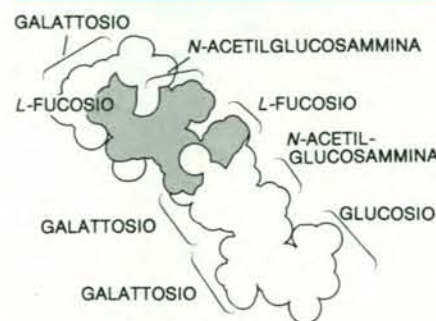 GALATTOSIO
N-ACETILGLUCOSAMMINA
L-FUCOSIO
L-FUCOSIO
N-ACETIL-
GLUCOSAMMINA
GLUCOSIO
GALATTOSIO
GALATTOSIO